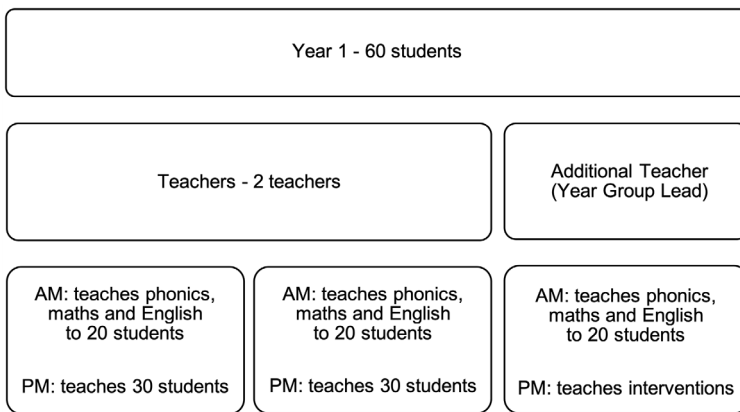 Year 1 - 60 students
Teachers - 2 teachers
Additional Teacher
(Year Group Lead)
AM: teaches phonics,
maths and English
to 20 students
PM: teaches 30 students
AM: teaches phonics,
maths and English
to 20 students
PM: teaches 30 students
AM: teaches phonics,
maths and English
to 20 students
PM: teaches interventions